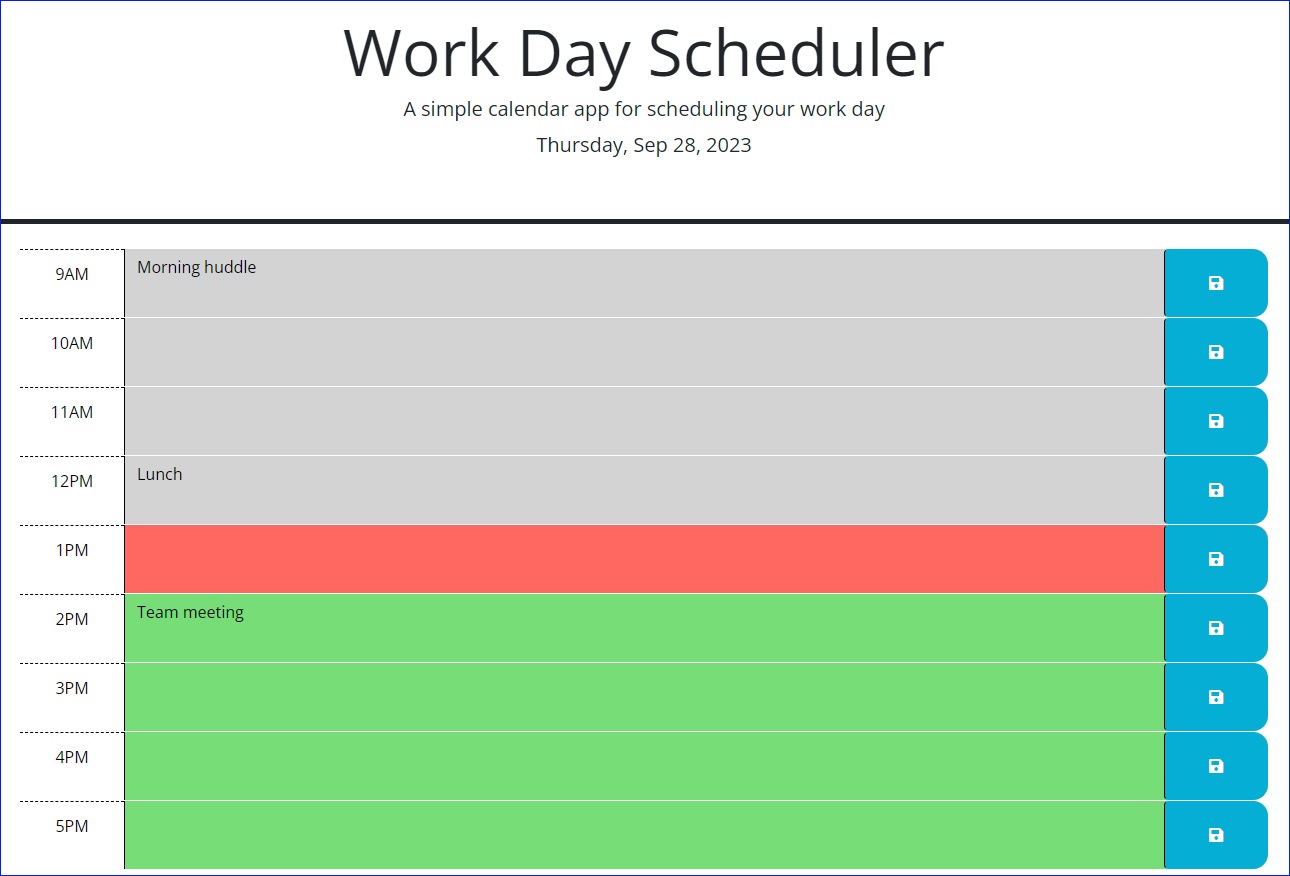 Work Day Scheduler
A simple calendar app for scheduling your work day
Thursday, Sep 28, 2023
9AM Morning huddle
10AM
11AM
12PM Lunch
1PM
2PM Team meeting
3PM
4PM
5PM